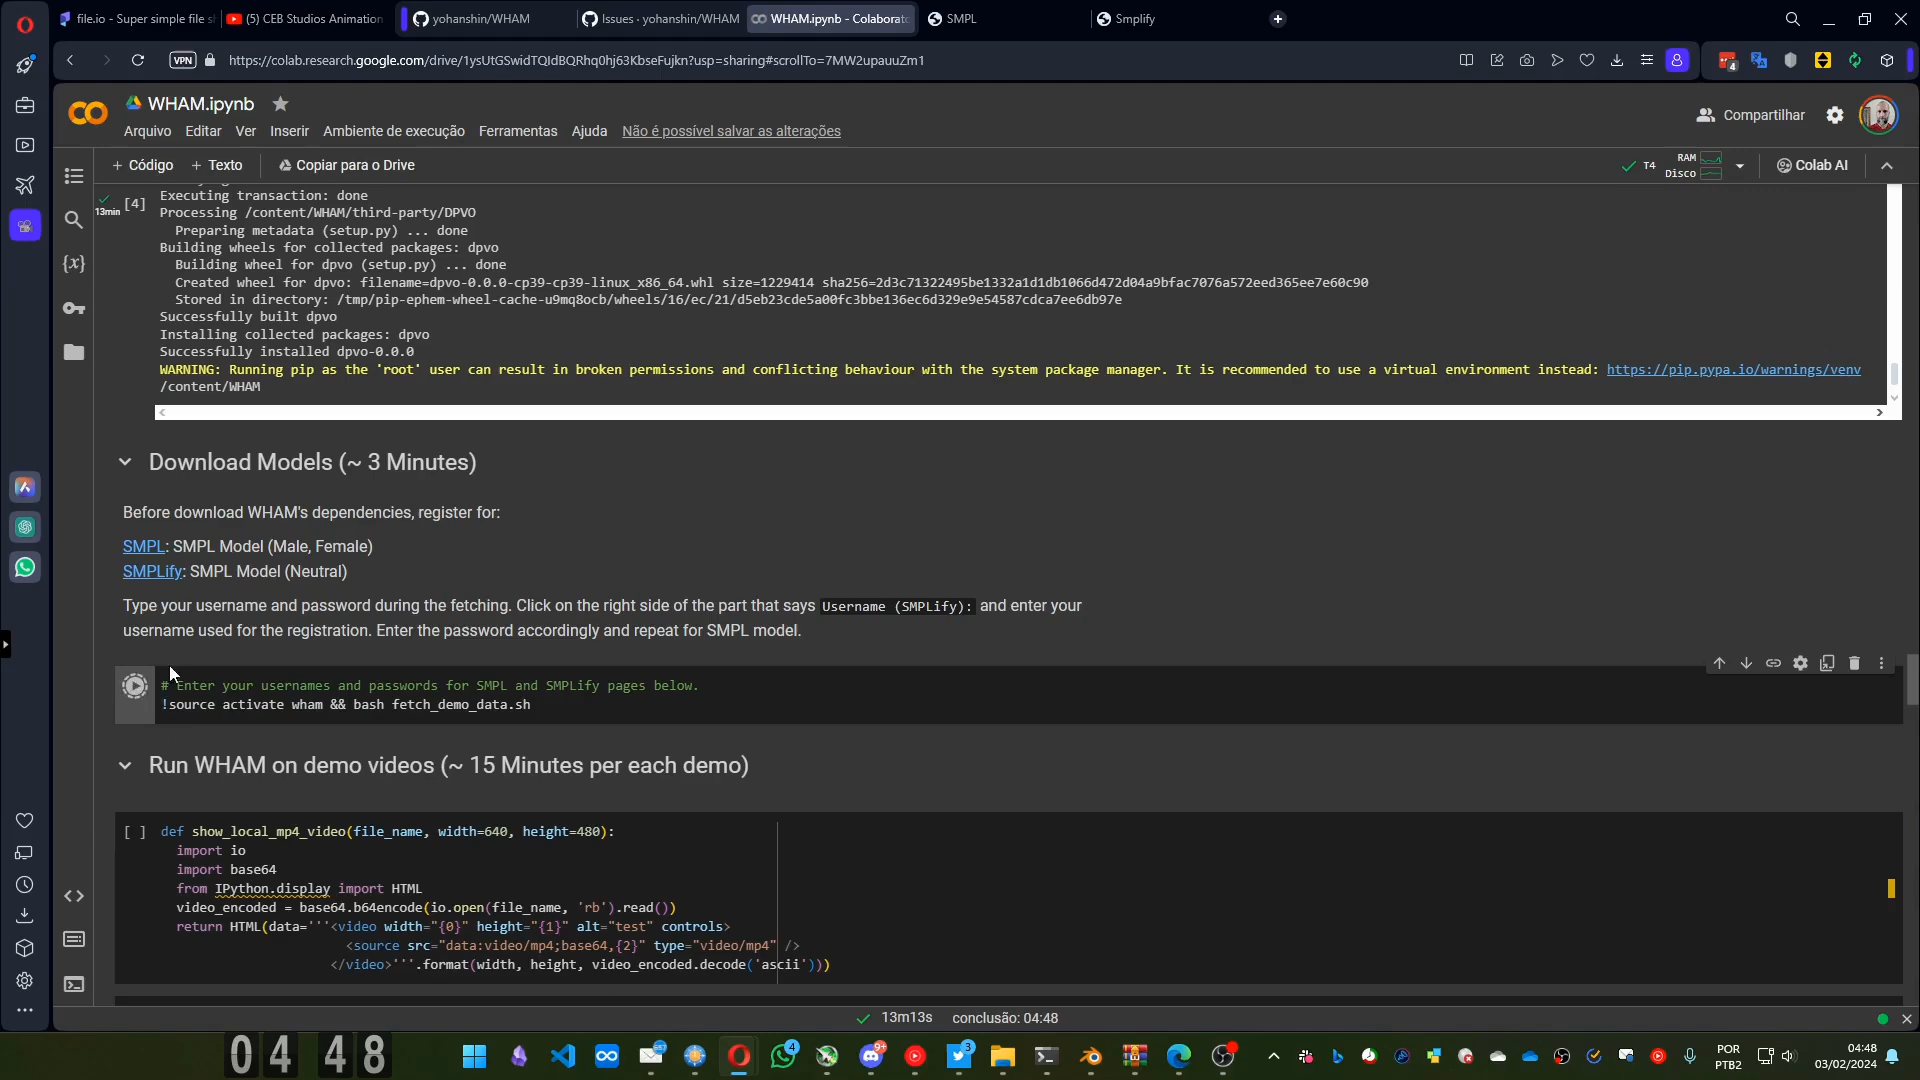 file.io - Super simple file s
(5) CEB Studios Animation
yohanshin/WHAM
Issues · yohanshin/WHAM
WHAM.ipynb - Colaborato
SMPL
Smplify
VPN
https://colab.research.google.com/drive/1ysUtGSwidTQIdBQRhq0hj63KbseFujkn?usp=sharing#scrollTo=7MW2upauuZm1
4
WHAM.ipynb
Arquivo Editar Ver Inserir Ambiente de execução Ferramentas Ajuda Não é possível salvar as alterações
Compartilhar
+ Código + Texto Copiar para o Drive
T4 RAM Disco
Colab AI
13min
[4]
Executing transaction: done
Processing /content/WHAM/third-party/DPVO
Preparing metadata (setup.py) ... done
Building wheels for collected packages: dpvo
Building wheel for dpvo (setup.py) ... done
Created wheel for dpvo: filename=dpvo-0.0.0-cp39-cp39-linux_x86_64.whl size=1229414 sha256=2d3c71322495be1332a1d1db1066d472d04a9bfac7076a572eed365ee7e60c90
Stored in directory: /tmp/pip-ephem-wheel-cache-u9mq8ocb/wheels/16/ec/21/d5eb23cde5a00fc3bbe136ec6d329e9e54587cdca7ee6db97e
Successfully built dpvo
Installing collected packages: dpvo
Successfully installed dpvo-0.0.0
WARNING: Running pip as the 'root' user can result in broken permissions and conflicting behaviour with the system package manager. It is recommended to use a virtual environment instead: https://pip.pypa.io/warnings/venv
/content/WHAM
Download Models (~ 3 Minutes)
Before download WHAM's dependencies, register for:
SMPL: SMPL Model (Male, Female)
SMPLify: SMPL Model (Neutral)
Type your username and password during the fetching. Click on the right side of the part that says Username (SMPLify): and enter your
username used for the registration. Enter the password accordingly and repeat for SMPL model.
# Enter your usernames and passwords for SMPL and SMPLify pages below.
!source activate wham && bash fetch_demo_data.sh
Run WHAM on demo videos (~ 15 Minutes per each demo)
[ ]
def show_local_mp4_video(file_name, width=640, height=480):
import io
import base64
from IPython.display import HTML
video_encoded = base64.b64encode(io.open(file_name, 'rb').read())
return HTML(data='''<video width="{0}" height="{1}" alt="test" controls>
<source src="data:video/mp4;base64,{2}" type="video/mp4" />
</video>'''.format(width, height, video_encoded.decode('ascii')))
13m13s conclusão: 04:48
04 48
4
9+
3
POR
PTB2
04:48
03/02/2024